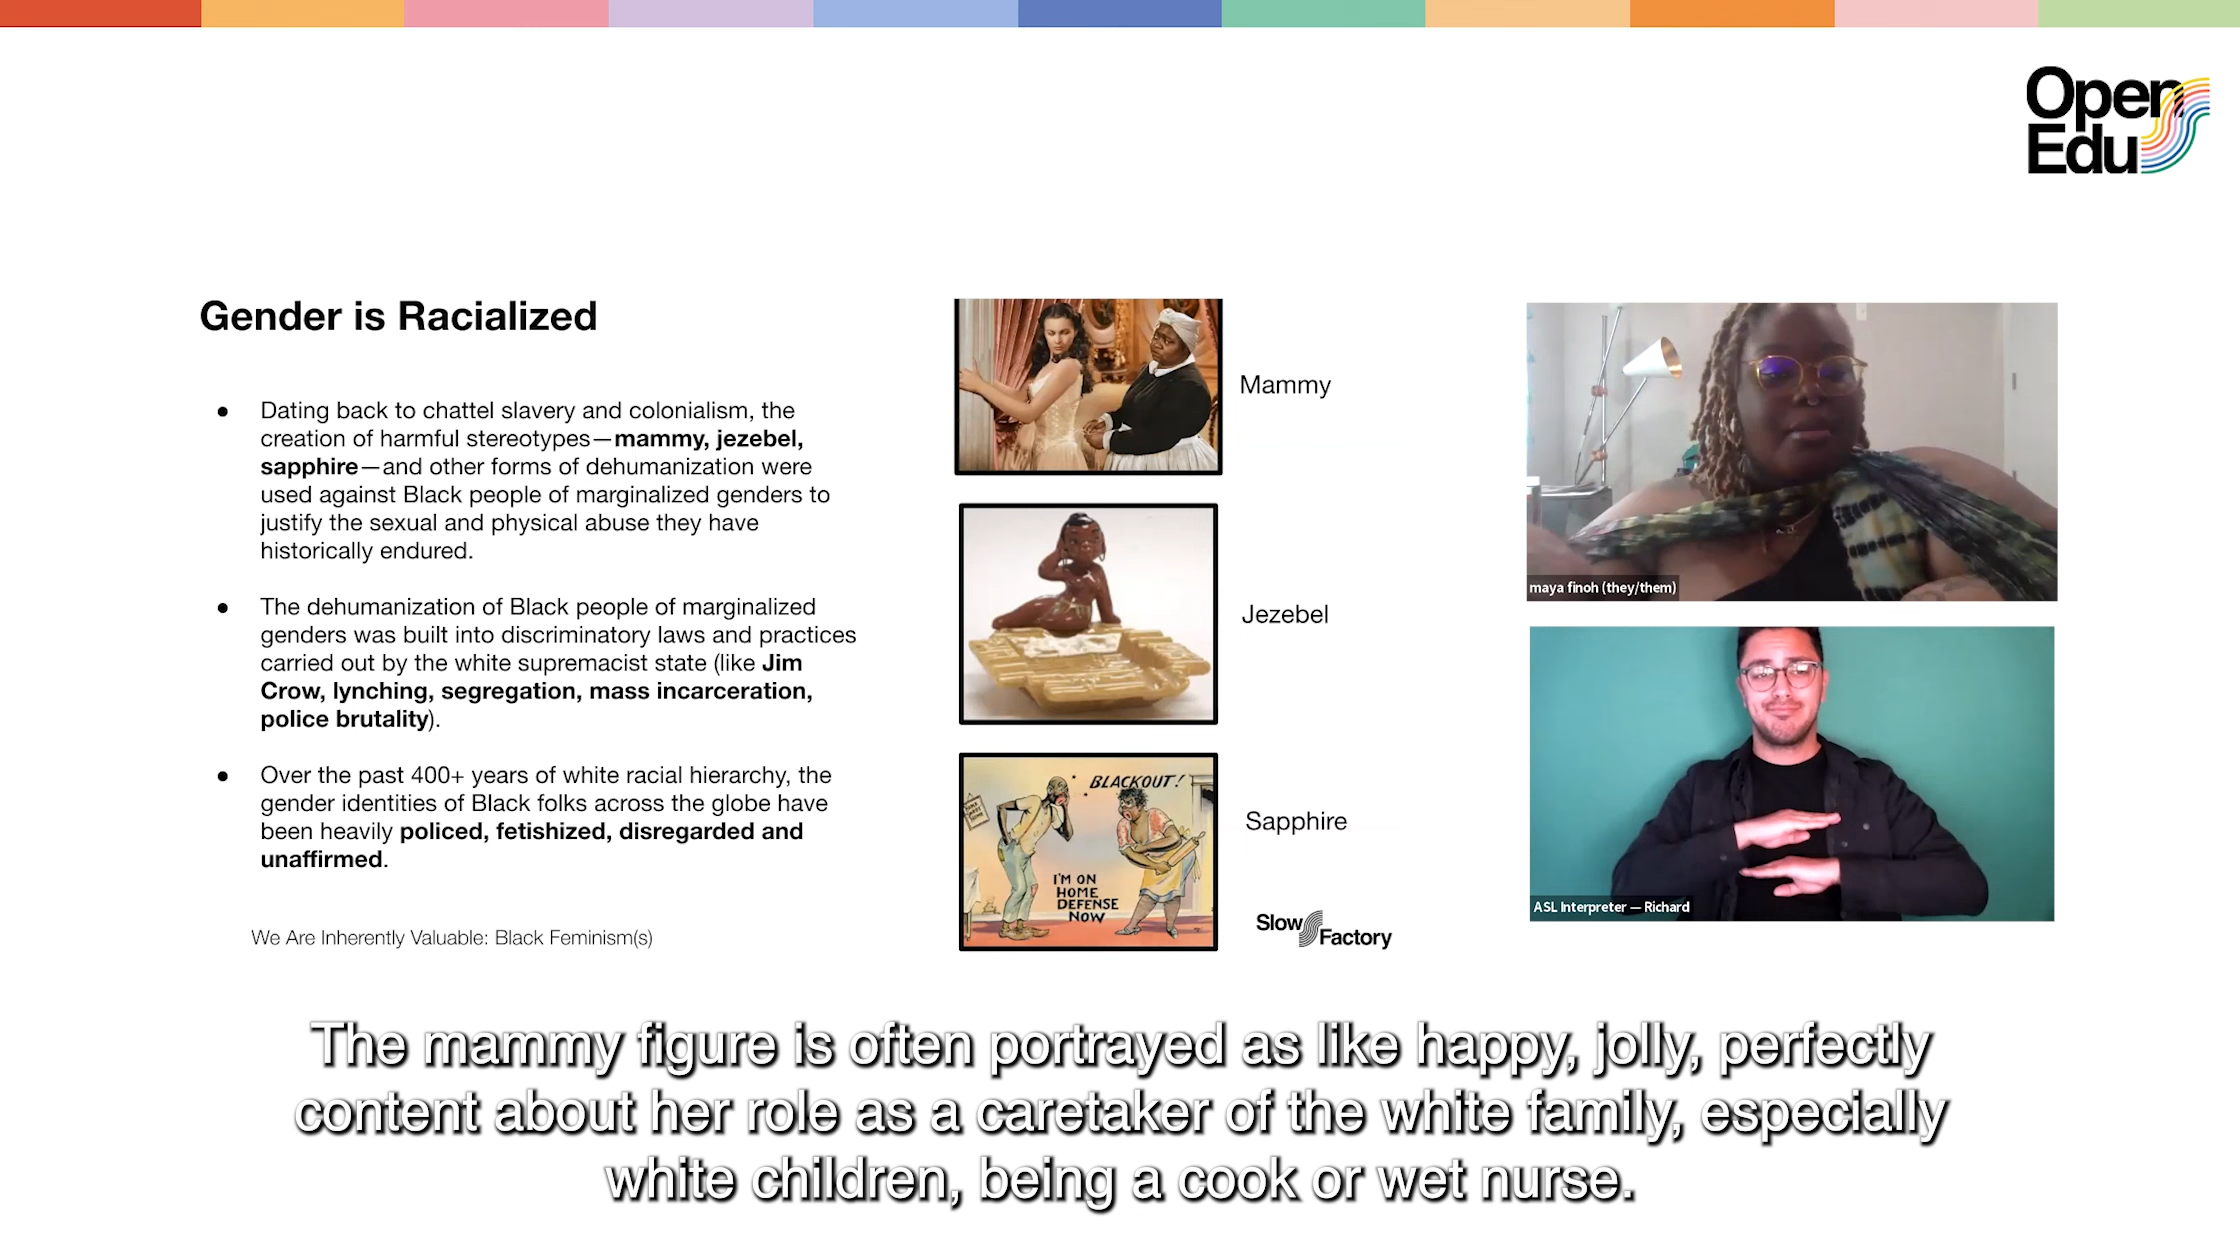 Open
Edu
Gender is Racialized
● Dating back to chattel slavery and colonialism, the
creation of harmful stereotypes—mammy, jezebel,
sapphire—and other forms of dehumanization were
used against Black people of marginalized genders to
justify the sexual and physical abuse they have
historically endured.
● The dehumanization of Black people of marginalized
genders was built into discriminatory laws and practices
carried out by the white supremacist state (like Jim
Crow, lynching, segregation, mass incarceration,
police brutality).
● Over the past 400+ years of white racial hierarchy, the
gender identities of Black folks across the globe have
been heavily policed, fetishized, disregarded and
unaffirmed.
We Are Inherently Valuable: Black Feminism(s)
Mammy
Jezebel
BLACKOUT!
I'M ON
HOME
DEFENSE
NOW
Sapphire
Slow
Factory
maya finoh (they/them)
ASL Interpreter — Richard
The mammy figure is often portrayed as like happy, jolly, perfectly
content about her role as a caretaker of the white family, especially
white children, being a cook or wet nurse.